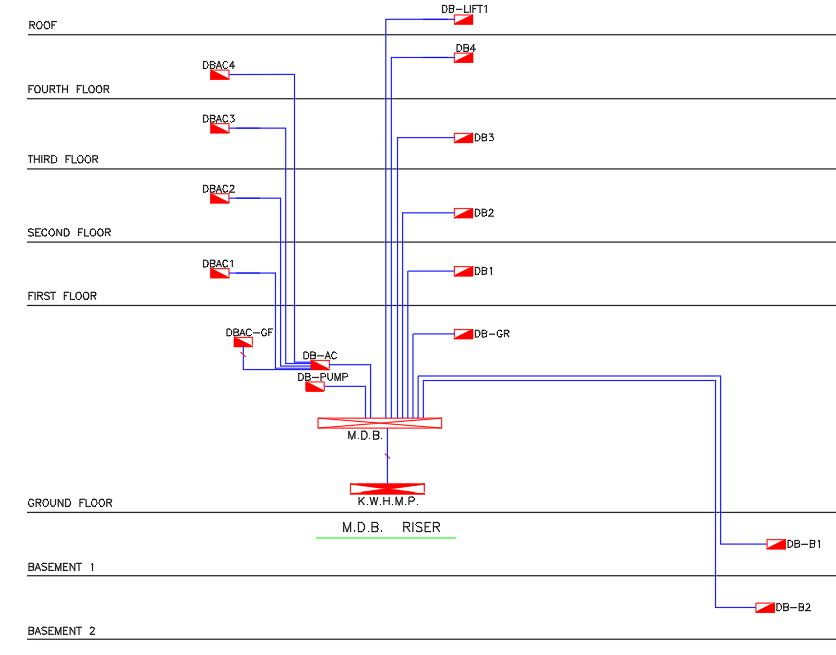 DB-LIFT1
ROOF
DB4
DBAC4
FOURTH FLOOR
DBAC3
DB3
THIRD FLOOR
DBAC2
DB2
SECOND FLOOR
DBAC1
DB1
FIRST FLOOR
DBAC-GF
DB-GR
DB-AC
DB-PUMP
M.D.B.
K.W.H.M.P.
GROUND FLOOR
M.D.B. RISER
DB-B1
BASEMENT 1
DB-B2
BASEMENT 2